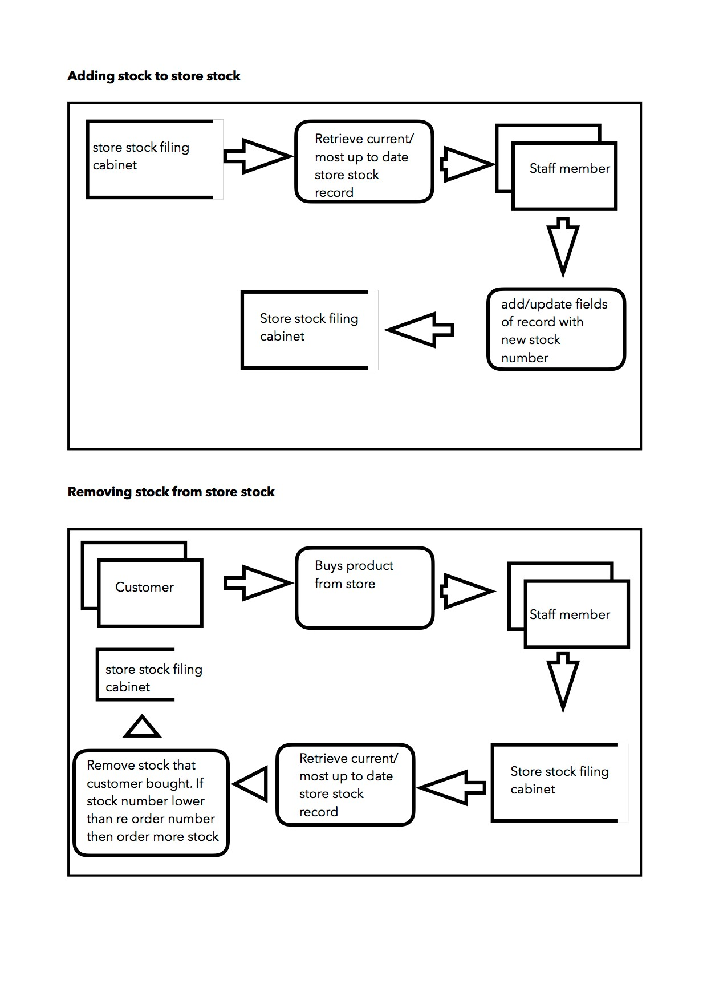 Adding stock to store stock
store stock filing
cabinet
Retrieve current/
most up to date
store stock
record
Staff member
add/update fields
of record with
new stock
number
Store stock filing
cabinet
Removing stock from store stock
Customer
Buys product
from store
Staff member
Store stock filing
cabinet
Retrieve current/
most up to date
store stock
record
Remove stock that
customer bought. If
stock number lower
than re order number
then order more stock
store stock filing
cabinet